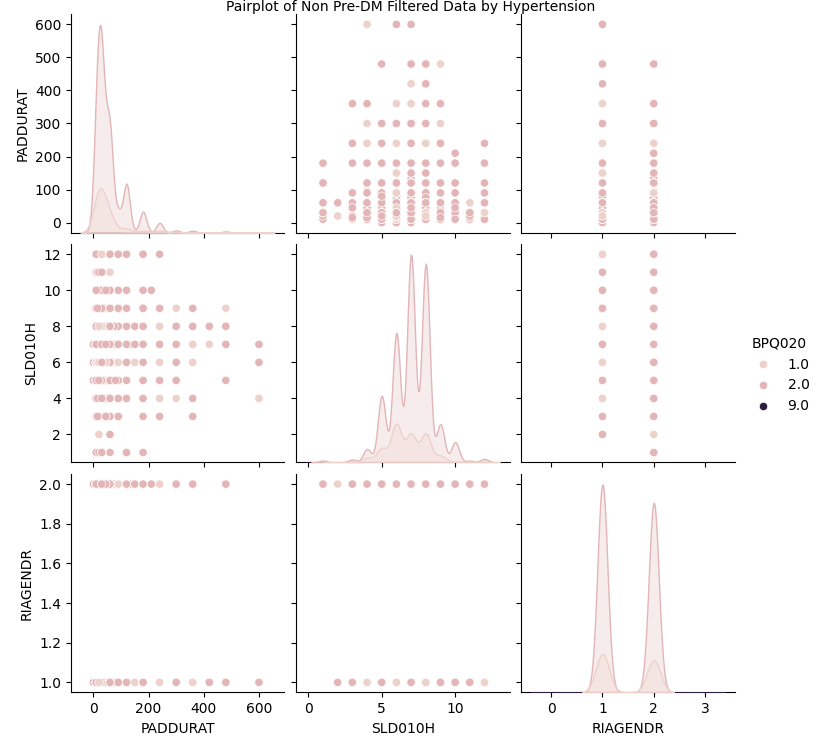 Pairplot of Non Pre-DM Filtered Data by Hypertension
600
500
400
300
200
100
0
PADDURAT
12
10
8
6
4
2
SLD010H
BPQ020
1.0
2.0
9.0
2.0
1.8
1.6
1.4
1.2
1.0
RIAGENDR
0 200 400 600
0 5 10
0 1 2 3
PADDURAT SLD010H RIAGENDR